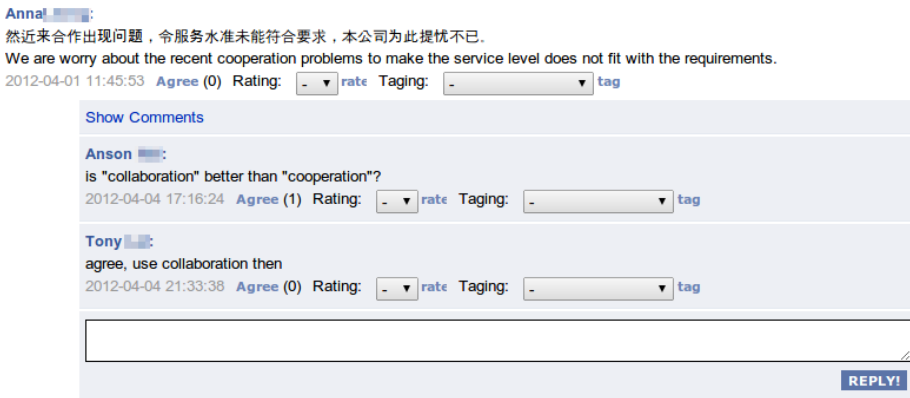 Anna :
然近来合作出现问题，令服务水准未能符合要求，本公司为此提忧不已.
We are worry about the recent cooperation problems to make the service level does not fit with the requirements.
2012-04-01 11:45:53 Agree (0) Rating: - rate Taging: - tag
Show Comments
Anson :
is "collaboration" better than "cooperation"?
2012-04-04 17:16:24 Agree (1) Rating: - rate Taging: - tag
Tony :
agree, use collaboration then
2012-04-04 21:33:38 Agree (0) Rating: - rate Taging: - tag
REPLY!